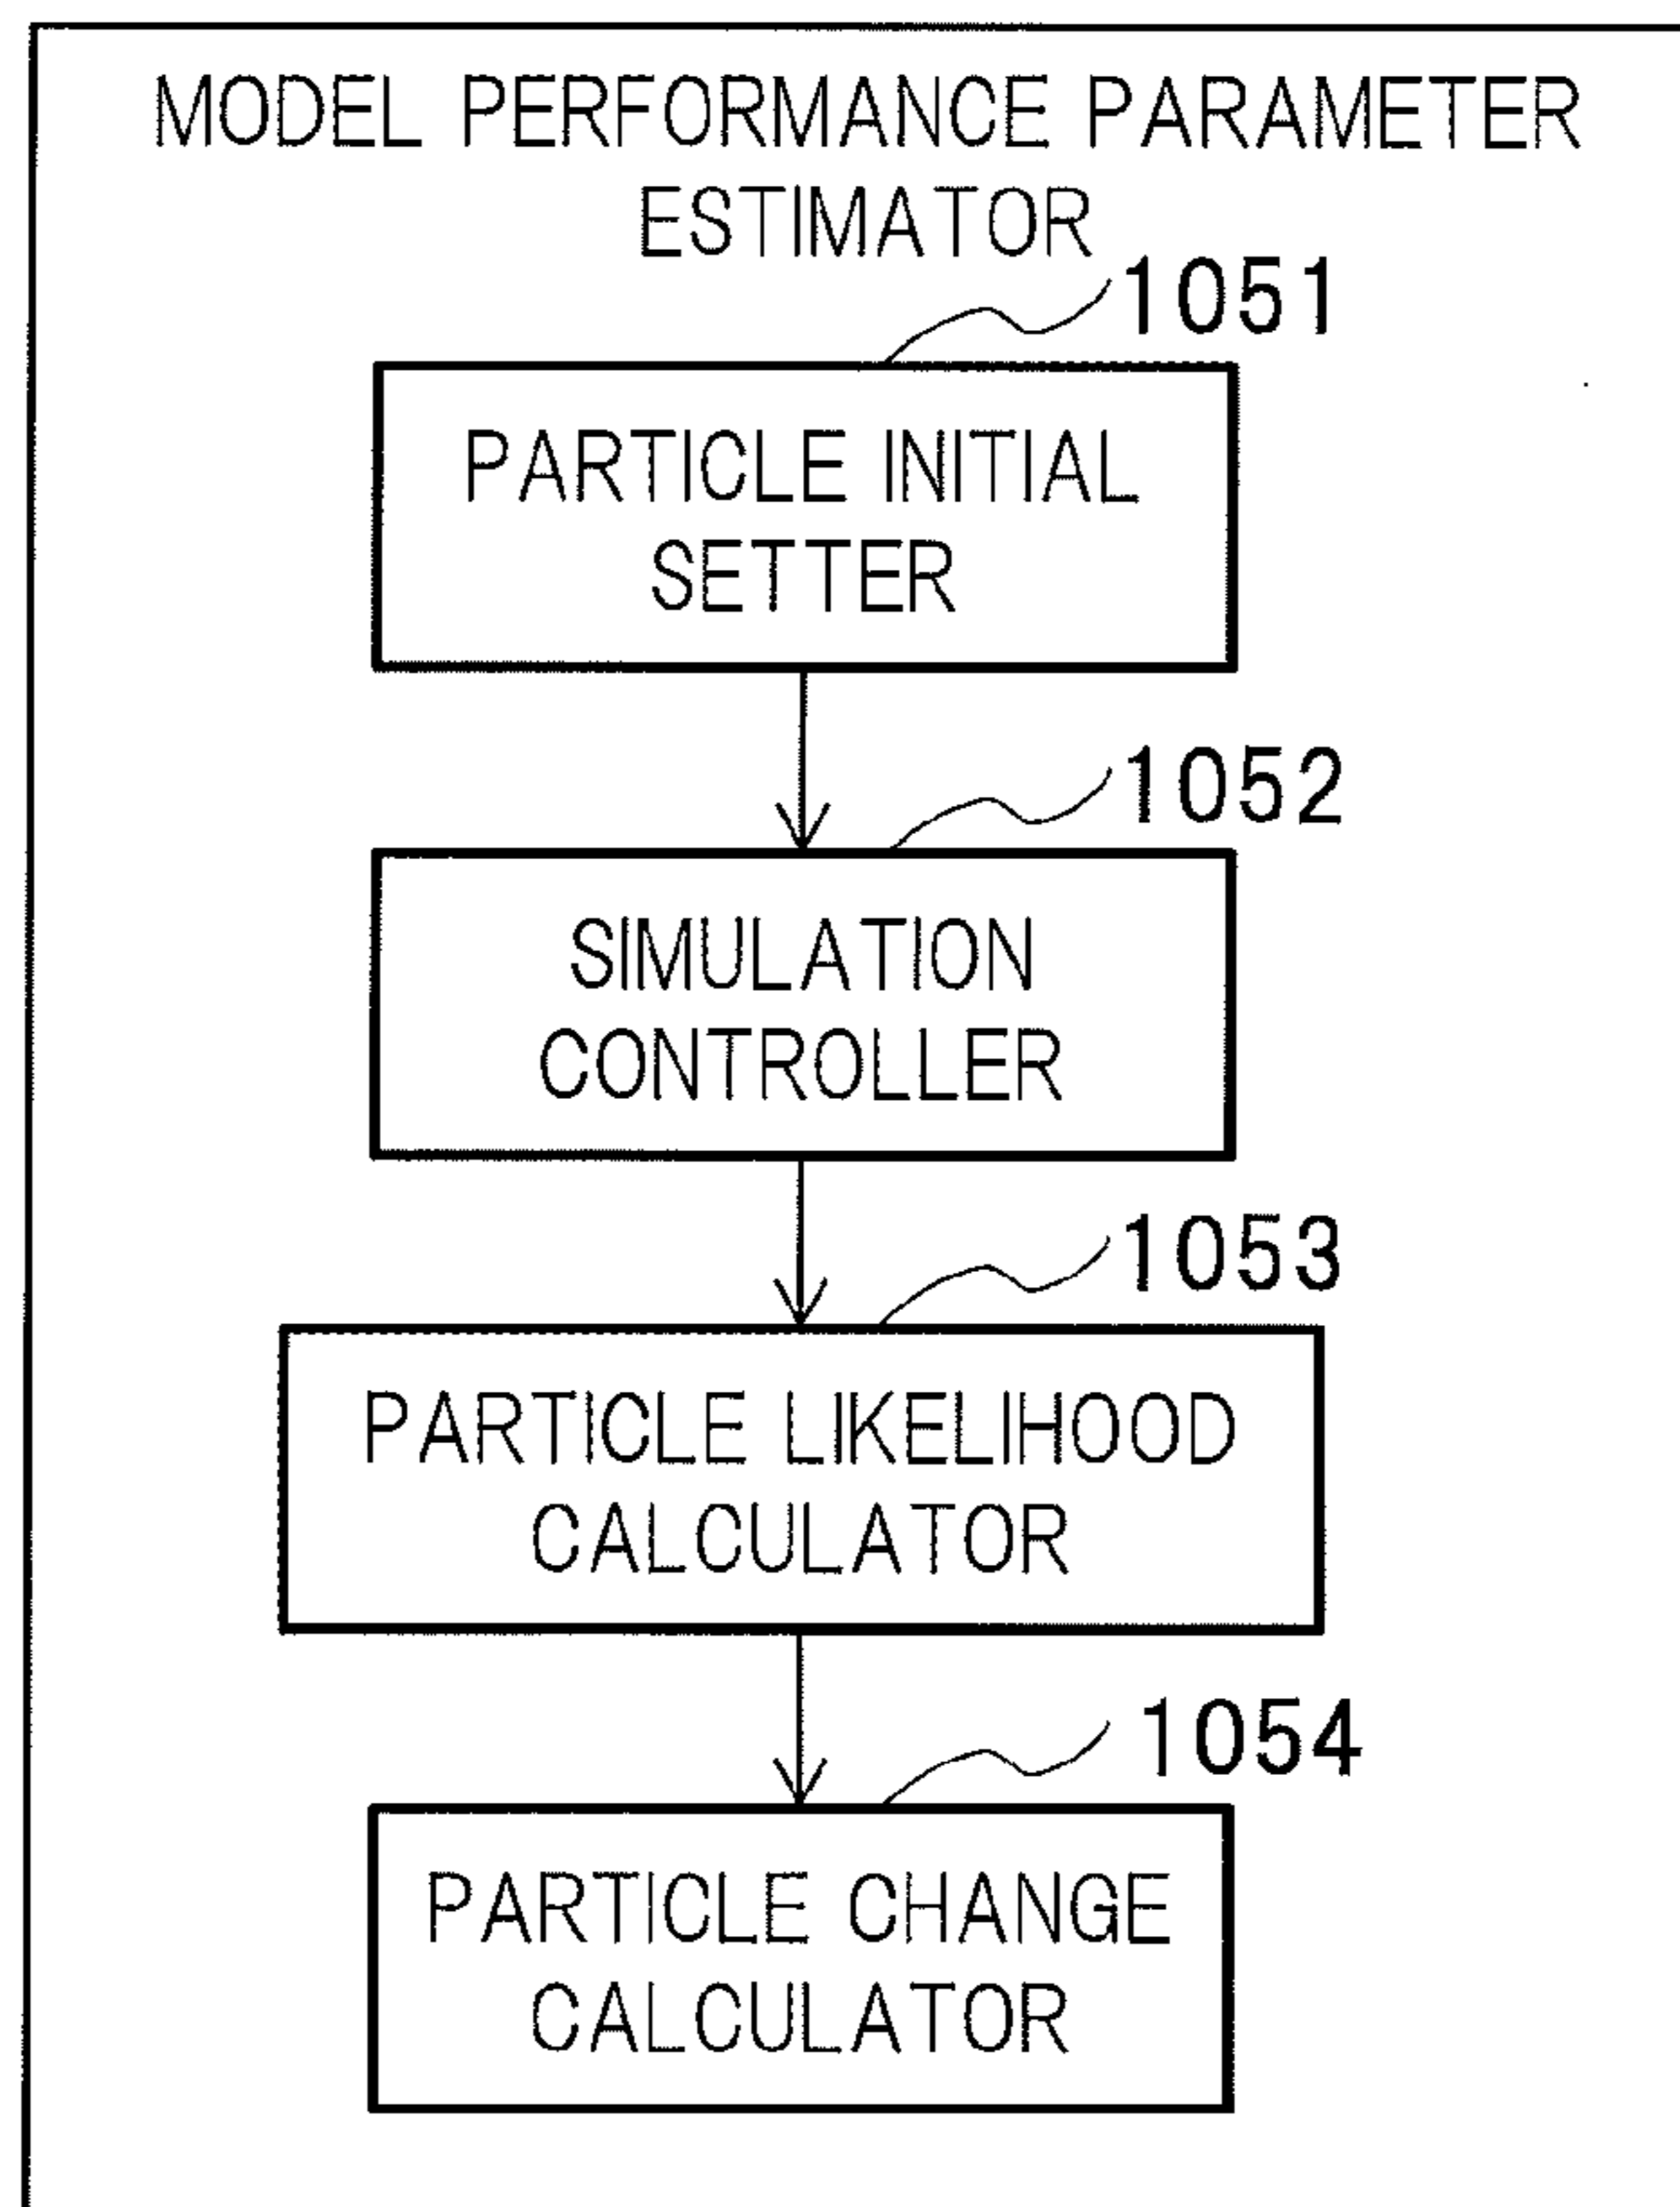 MODEL PERFORMANCE PARAMETER
ESTIMATOR
1051
PARTICLE INITIAL
SETTER
1052
SIMULATION
CONTROLLER
1053
PARTICLE LIKELIHOOD
CALCULATOR
1054
PARTICLE CHANGE
CALCULATOR